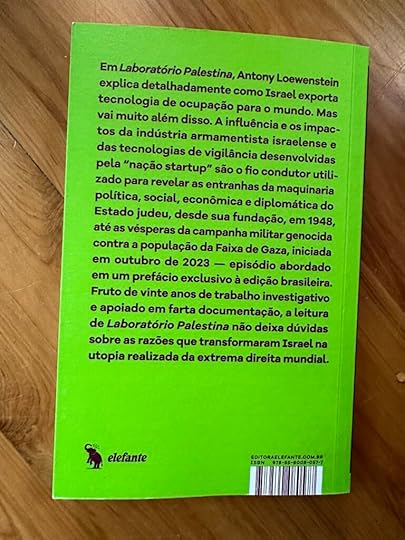 Em Laboratório Palestina, Antony Loewenstein
explica detalhadamente como Israel exporta
tecnologia de ocupação para o mundo. Mas
vai muito além disso. A influência e os impac-
tos da indústria armamentista israelense e
das tecnologias de vigilância desenvolvidas
pela “nação startup” são o fio condutor utili-
zado para revelar as entranhas da maquinaria
política, social, econômica e diplomática do
Estado judeu, desde sua fundação, em 1948,
até as vésperas da campanha militar genocida
contra a população da Faixa de Gaza, iniciada
em outubro de 2023 — episódio abordado
em um prefácio exclusivo à edição brasileira.
Fruto de vinte anos de trabalho investigativo
e apoiado em farta documentação, a leitura
de Laboratório Palestina não deixa dúvidas
sobre as razões que transformaram Israel na
utopia realizada da extrema direita mundial.
elefante
EDITORAELEFANTE.COM.BR
ISBN 978-65-6008-057-7